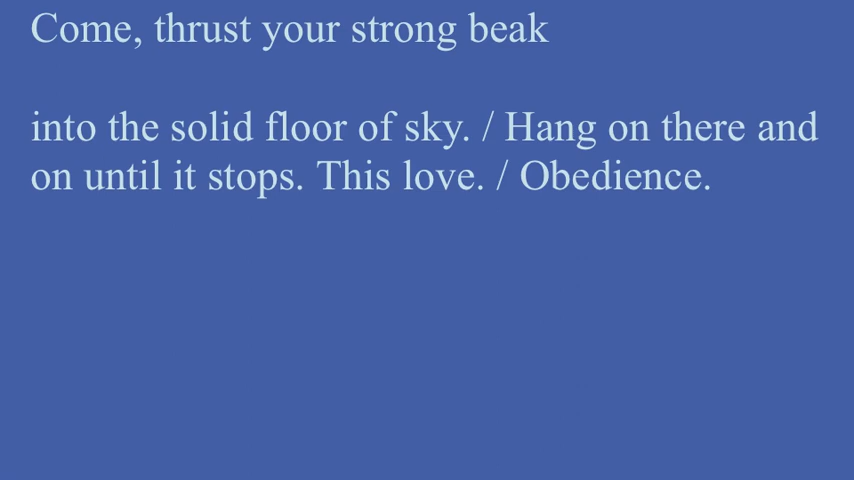 Come, thrust your strong beak
into the solid floor of sky. / Hang on there and
on until it stops. This love. / Obedience.